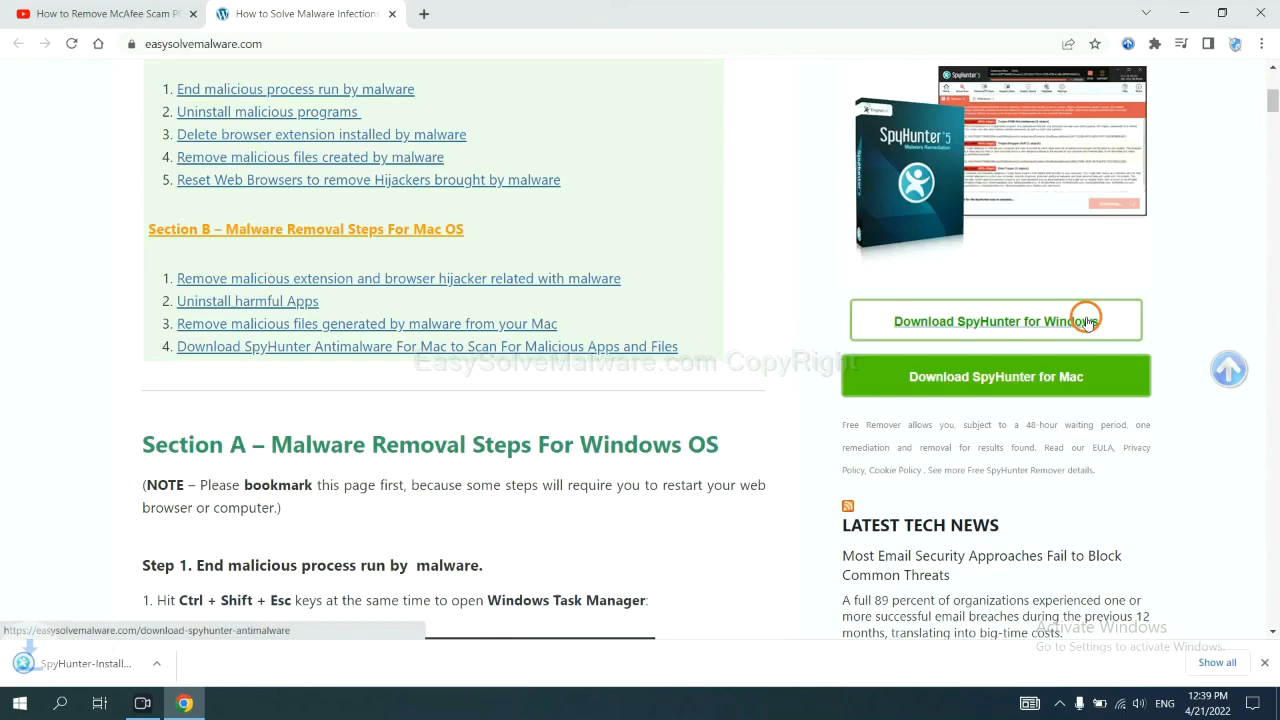 How to Remove McAfee Scam PO
How to Remove Malware Infections
easysolvemalware.com
1. End malicious process run by malware
2. Uninstall malware
3. Delete browser extension installed by malware
4. Remove malicious registry created by malware
5. Reset Web Browser to remove malicious settings brought by malware
SpyHunter 5
Malware Remediation
Section B – Malware Removal Steps For Mac OS
1. Remove malicious extension and browser hijacker related with malware
2. Uninstall harmful Apps
3. Remove malicious files generated by malware from your Mac
4. Download SpyHunter Antimalware For Mac to Scan For Malicious Apps and Files
Download SpyHunter for Windows
EasySolveMalware.com CopyRight
Download SpyHunter for Mac
Free Remover allows you, subject to a 48-hour waiting period, one
remediation and removal for results found. Read our EULA, Privacy
Policy, Cookie Policy . See more Free SpyHunter Remover details.
Section A – Malware Removal Steps For Windows OS
(NOTE – Please bookmark this page first, because some steps will require you to restart your web
browser or computer.)
Step 1. End malicious process run by malware.
1. Hit Ctrl + Shift + Esc keys at the same time to open Windows Task Manager:
LATEST TECH NEWS
Most Email Security Approaches Fail to Block
Common Threats
A full 89 percent of organizations experienced one or
more successful email breaches during the previous 12
months, translating into big-time costs.
Activate Windows
Go to Settings to activate Windows.
https://easysolvemalware.com/download-spyhunter-antimalware
SpyHunter-Install...
Show all
ENG
12:39 PM
4/21/2022